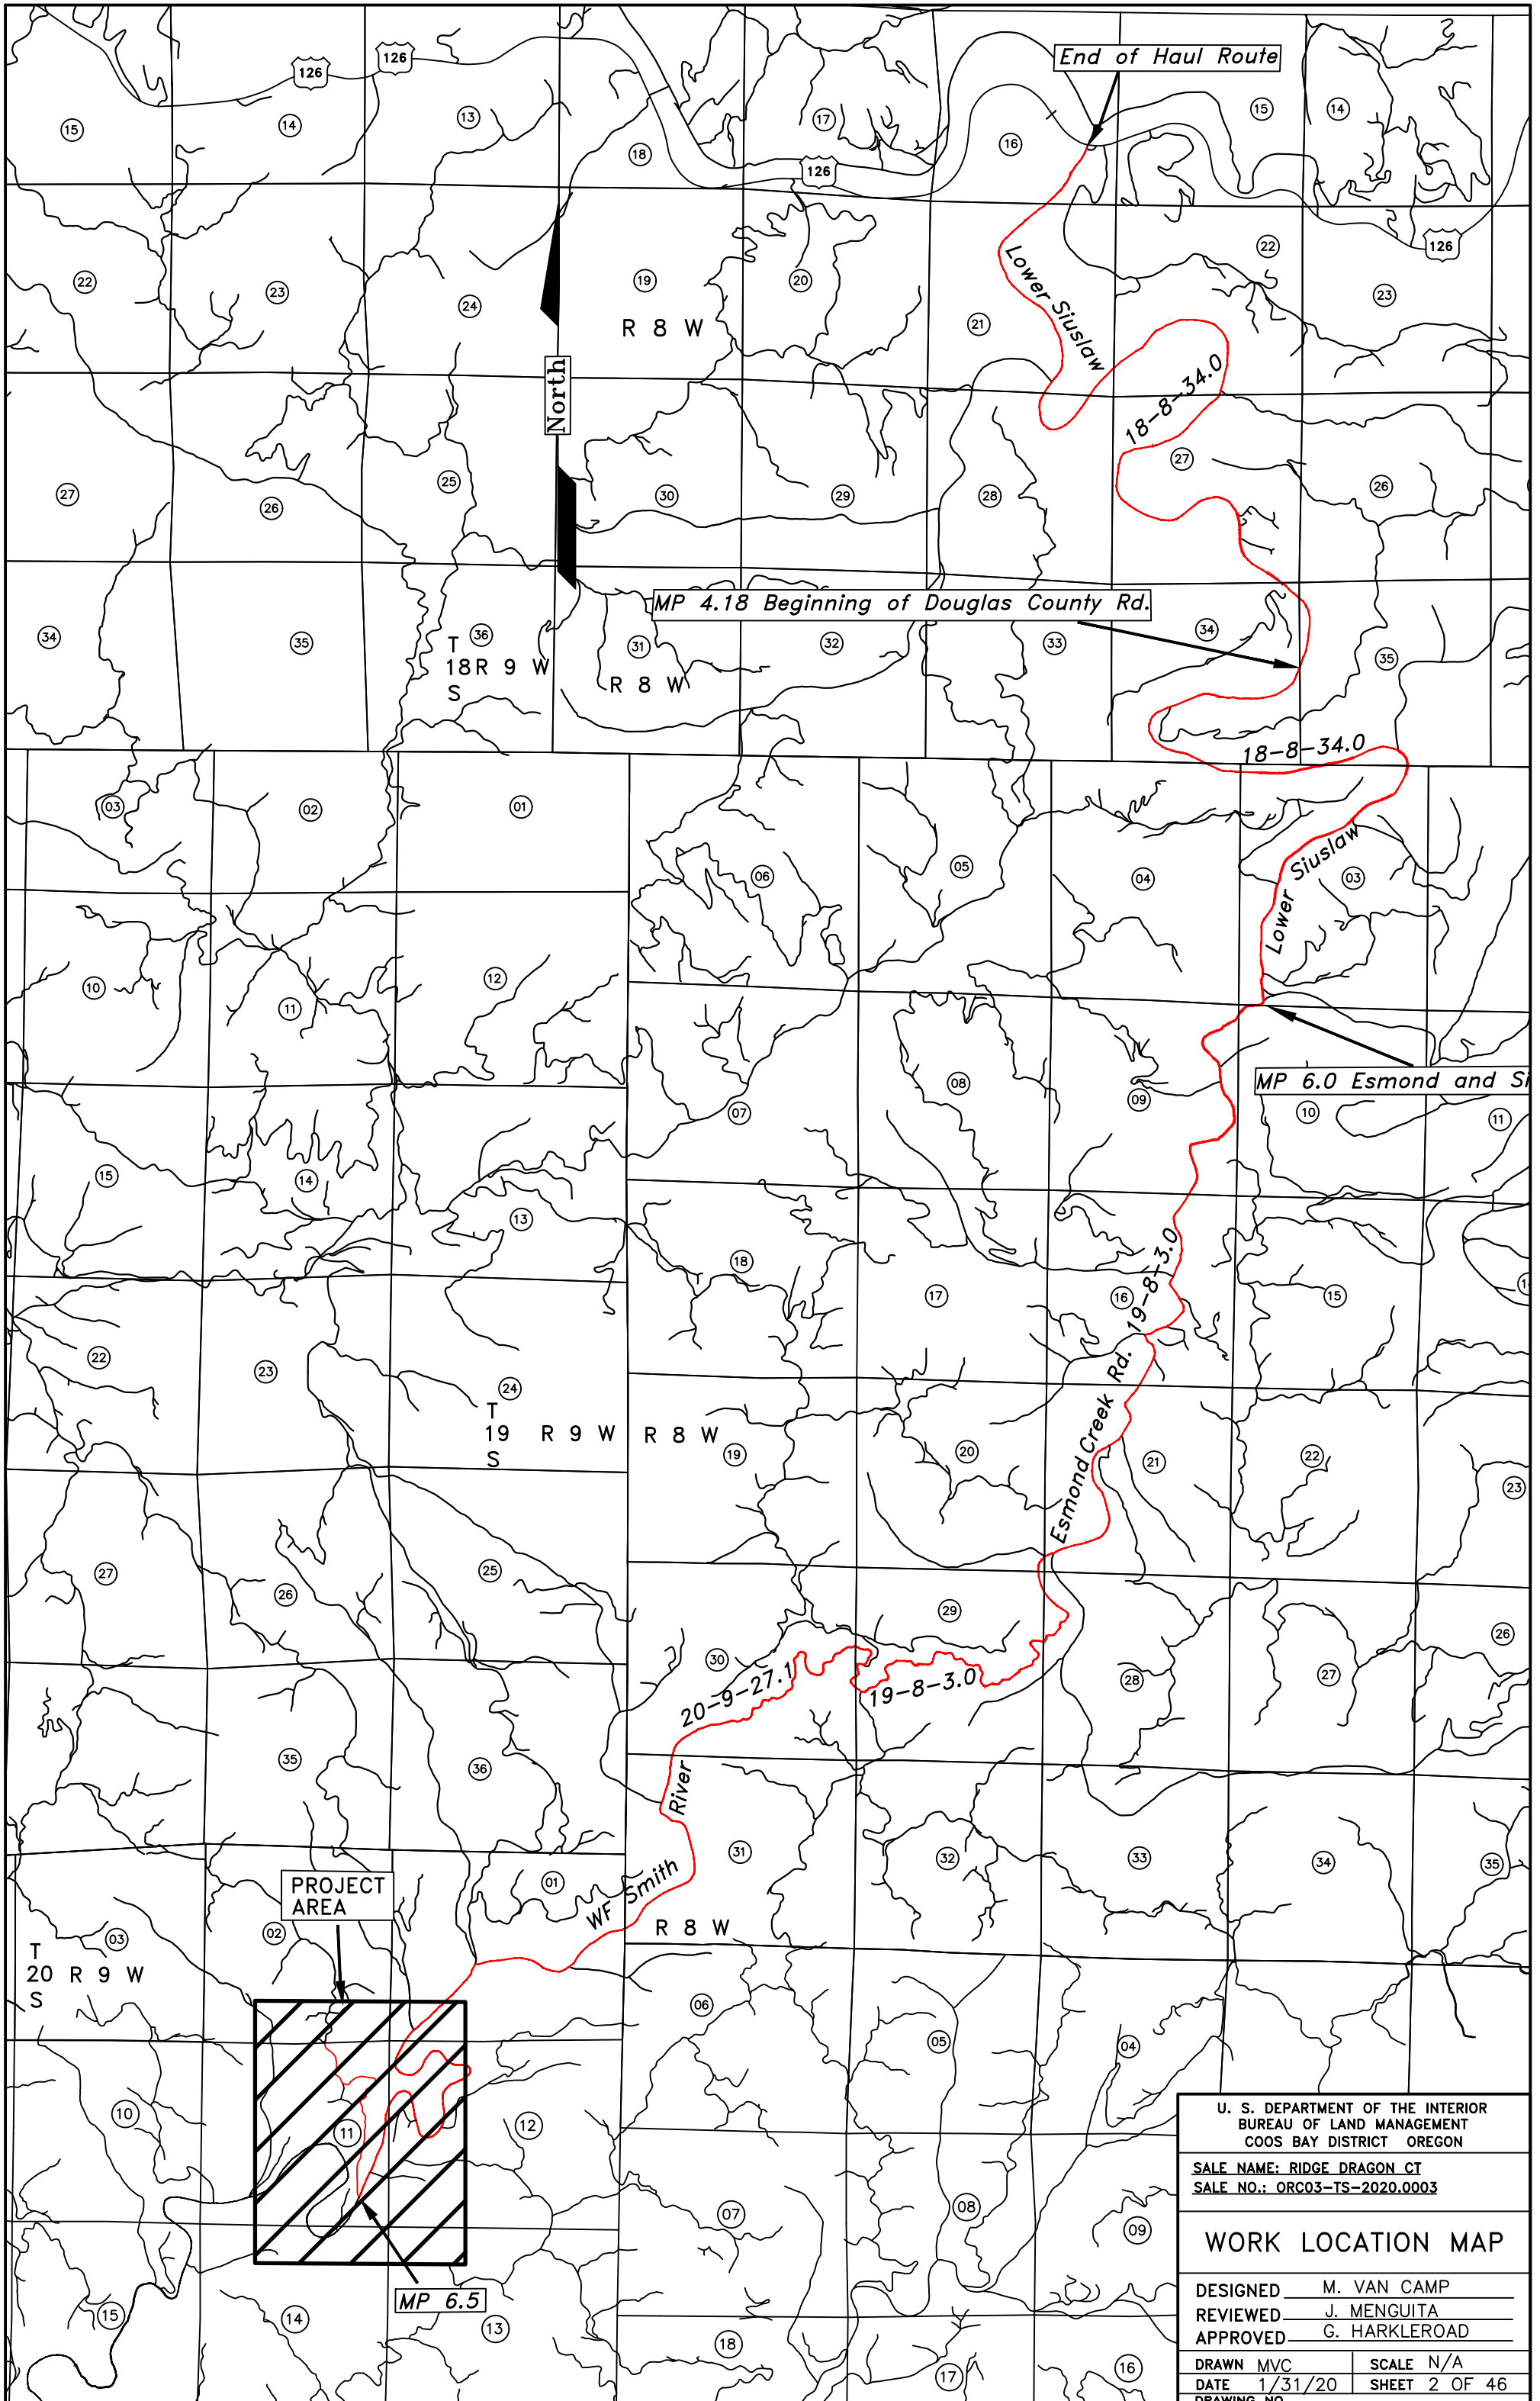 End of Haul Route
126
126
126
126
15
14
13
18
17
16
15
14
22
23
24
19
20
21
22
23
R 8 W
Lower Siuslaw
North
18-8-34.0
27
26
25
30
29
28
27
26
MP 4.18 Beginning of Douglas County Rd.
34
35
36
31
32
33
34
35
T
18R 9 W
S
R 8 W
18-8-34.0
03
02
01
06
05
04
03
Lower Siuslaw
10
11
12
07
08
09
10
11
MP 6.0 Esmond and Si
15
14
13
18
17
16
15
19-8-3.0
22
23
24
19
20
21
22
23
T
19 R 9 W R 8 W
S
Esmond Creek Rd.
27
26
25
30
29
28
27
26
20-9-27.1
19-8-3.0
35
36
31
32
33
34
35
River
WF Smith
R 8 W
PROJECT
AREA
03
02
01
06
05
04
T
20 R 9 W
S
10
11
12
07
08
09
MP 6.5
15
14
13
18
17
16
U. S. DEPARTMENT OF THE INTERIOR
BUREAU OF LAND MANAGEMENT
COOS BAY DISTRICT OREGON
SALE NAME: RIDGE DRAGON CT
SALE NO.: ORC03-TS-2020.0003
WORK LOCATION MAP
DESIGNED M. VAN CAMP
REVIEWED J. MENGUITA
APPROVED G. HARKLEROAD
DRAWN MVC SCALE N/A
DATE 1/31/20 SHEET 2 OF 46
DRAWING NO.